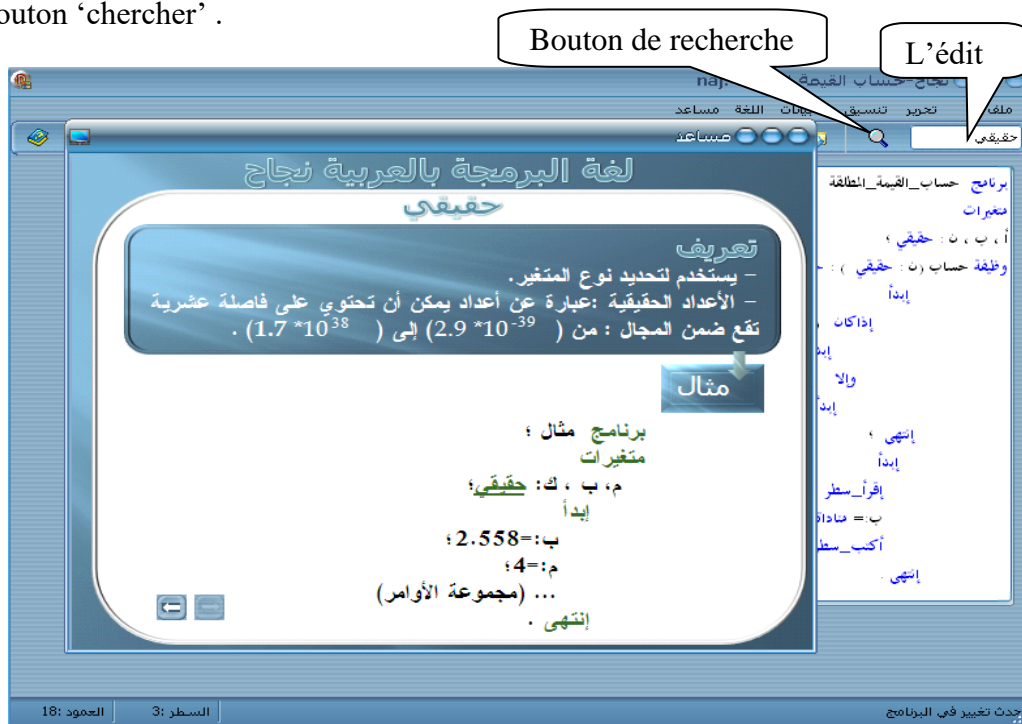 outon ‘chercher’ .
Bouton de recherche
L’édit
نجاح-حساب القيمة
naj.
ملف تحرير تنسيق بيانات اللغة مساعد
حقيقي
مساعد
لغة البرمجة بالعربية نجاح
حقيقي
تعريف
– يستخدم لتحديد نوع المتغير.
– الأعداد الحقيقية :عبارة عن أعداد يمكن أن تحتوي على فاصلة عشرية
تقع ضمن المجال : من ( 2.9 *10-39) إلى ( 1.7 *1038) .
مثال
برنامج مثال ؛
متغيرات
م، ب ، ك: حقيقي؛
إبدأ
ب:=2.558؛
م:=4؛
... (مجموعة الأوامر)
إنتهى .
برنامج حساب_القيمة_المطلقة
متغيرات
أ ، ب ، ن : حقيقي ؛
وظيفة حساب (ن : حقيقي ) :
إبدأ
إذاكان
وإلا
إنتهى ؛
إبدأ
إقرأ_سطر
ب:=
أكتب_سطر
إنتهى .
حدث تغيير في البرنامج
السطر :3
العمود :18